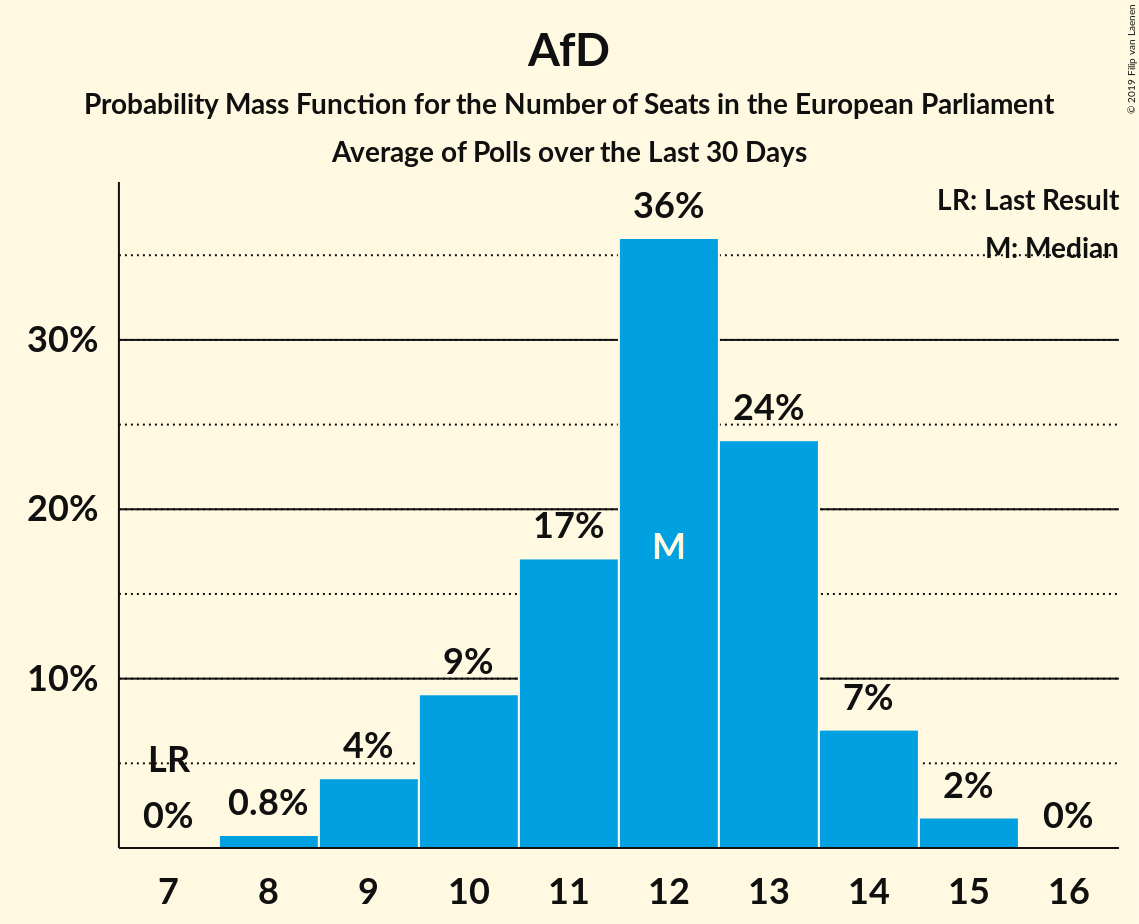 AfD
Probability Mass Function for the Number of Seats in the European Parliament
Average of Polls over the Last 30 Days
© 2019 Filip van Laenen
LR: Last Result
M: Median
36%
30%
24%
20%
17%
M
9%
10%
7%
LR
4%
0%
0.8%
2%
0%
7
8
9
10
11
12
13
14
15
16